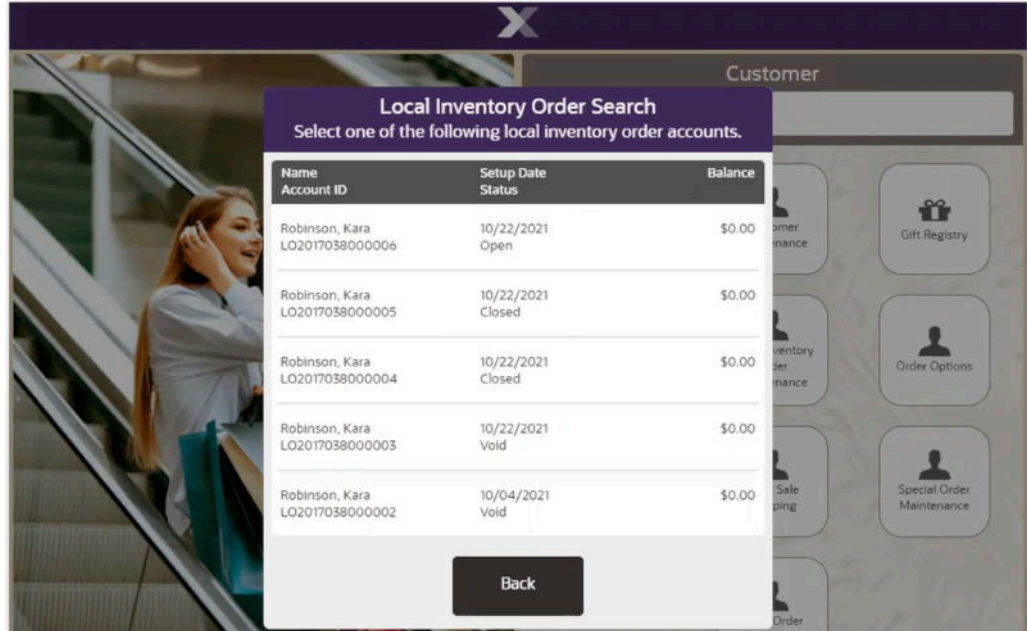 Customer
Local Inventory Order Search
Select one of the following local inventory order accounts.
Name Setup Date Balance
Account ID Status
Robinson, Kara 10/22/2021 $0.00
LO2017038000006 Open
Robinson, Kara 10/22/2021 $0.00
LO2017038000005 Closed
Robinson, Kara 10/22/2021 $0.00
LO2017038000004 Closed
Robinson, Kara 10/22/2021 $0.00
LO2017038000003 Void
Robinson, Kara 10/04/2021 $0.00
LO2017038000002 Void
Back
Gift Registry
Order Options
Sale
Special Order
Maintenance
Order